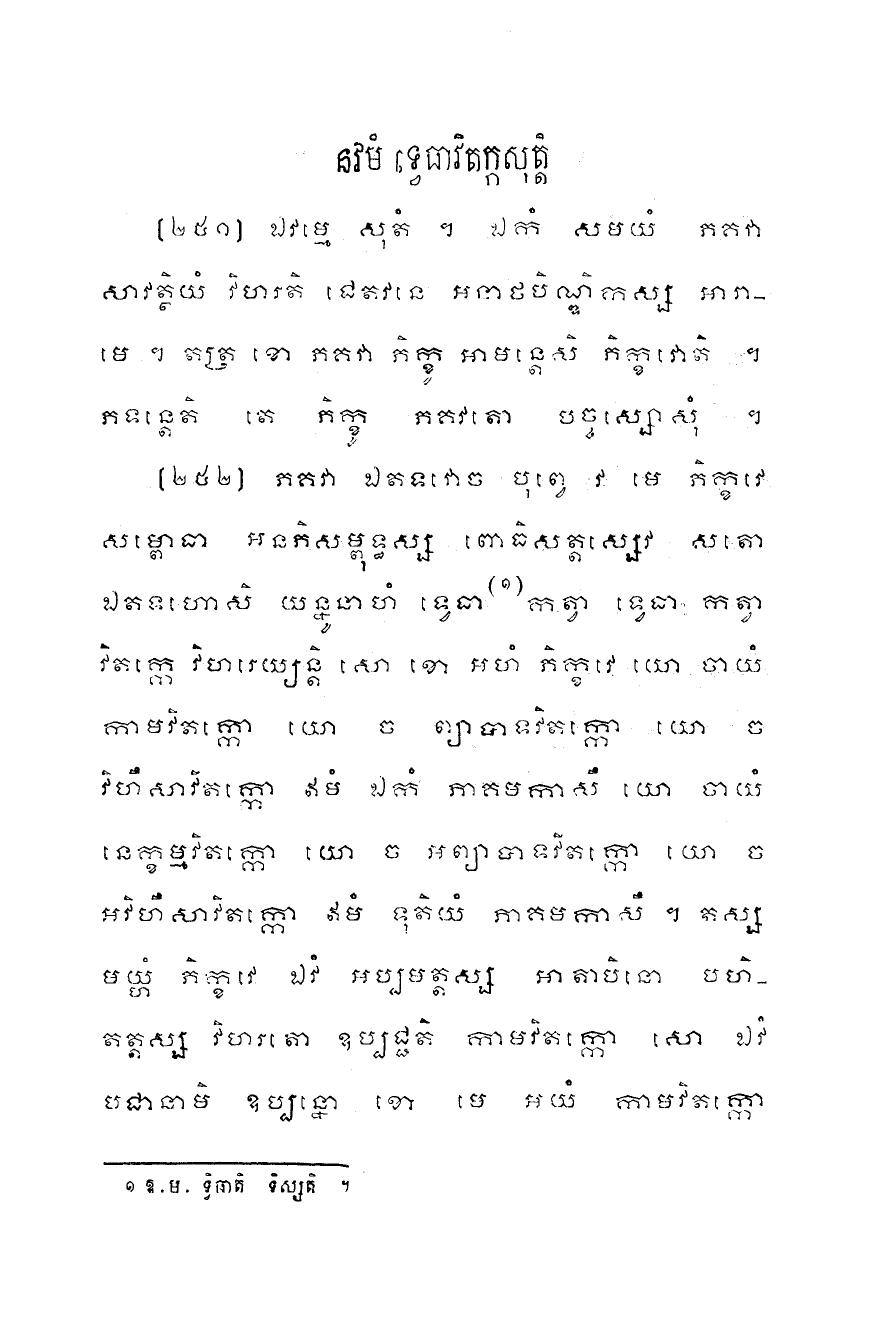 នវមំ ទ្វេធាវិតក្កសុត្តំ
(២៥១) ឯវម្មេ សុតំ ។ ឯកំ សមយំ ភគវា
សាវត្ថិយំ វិហរតិ ជេតវនេ អនាថបិណ្ឌិកស្ស អារា-
មេ ។ តត្រ ខោ ភគវា ភិក្ខូ អាមន្តេសិ ភិក្ខវោតិ ។
ភទន្តេតិ តេ ភិក្ខូ ភគវតោ បច្ចស្សោសុំ ។
(២៥២) ភគវា ឯតទវោច បុព្វេ វ មេ ភិក្ខវេ
សម្ពោធា អនភិសម្ពុទ្ធស្ស ពោធិសត្តស្សេវ សតោ
ឯតទហោសិ យន្នូនាហំ ទ្វេធា(១)កត្វា ទ្វេធា កត្វា
វិតក្កេ វិហរេយ្យន្តិ សោ ខោ អហំ ភិក្ខវេ យោ ចាយំ
កាមវិតក្កោ យោ ច ព្យាបាទវិតក្កោ យោ ច
វិហឹសាវិតក្កោ ឥមំ ឯកំ ភាគមកាសឹ យោ ចាយំ
នេក្ខម្មវិតក្កោ យោ ច អព្យាបាទវិតក្កោ យោ ច
អវិហឹសាវិតក្កោ ឥមំ ទុតិយំ ភាគមកាសឹ ។ តស្ស
មយ្ហំ ភិក្ខវេ ឯវំ អប្បមត្តស្ស អាតាបិនោ បហិ-
តត្តស្ស វិហរតោ ឧប្បជ្ជតិ កាមវិតក្កោ សោ ឯវំ
បជានាមិ ឧប្បន្នោ ខោ មេ អយំ កាមវិតក្កោ
១ ឱ.ម. ទ្វិធាតិ ទិស្សតិ ។